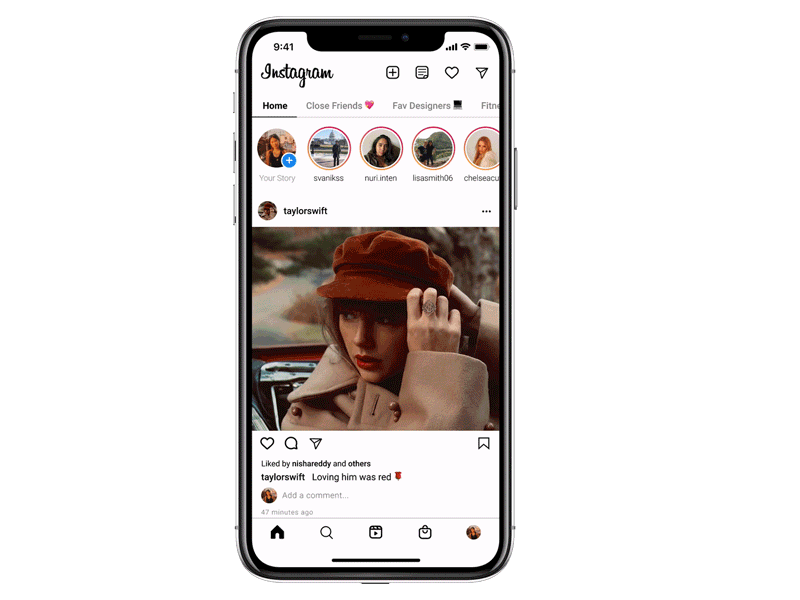 9:41
Instagram
Home Close Friends 💖 Fav Designers 💻 Fitne
Your Story svanikss nuri.inten lisasmith06 chelseacu
taylorswift
Liked by nishareddy and others
taylorswift Loving him was red 🌹
Add a comment...
47 minutes ago